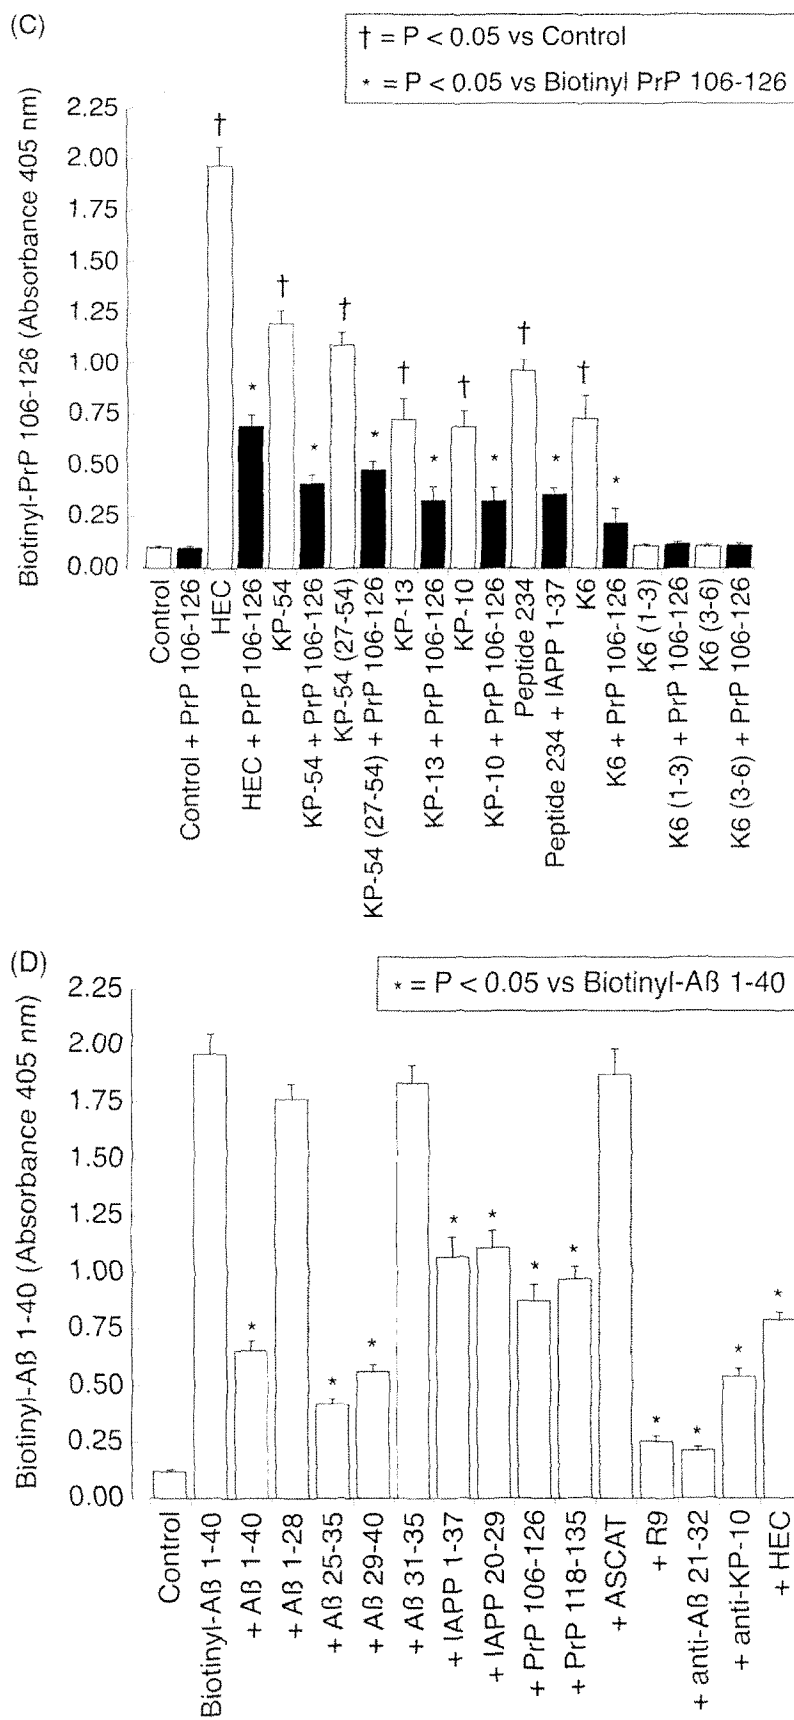 (C)
† = P < 0.05 vs Control
* = P < 0.05 vs Biotinyl PrP 106-126
Biotinyl-PrP 106-126 (Absorbance 405 nm)
2.25
2.00
1.75
1.50
1.25
1.00
0.75
0.50
0.25
0.00
†
*
†
*
†
*
†
*
†
*
†
*
†
*
Control
Control + PrP 106-126
HEC
HEC + PrP 106-126
KP-54
KP-54 + PrP 106-126
KP-54 (27-54)
KP-54 (27-54) + PrP 106-126
KP-13
KP-13 + PrP 106-126
KP-10
KP-10 + PrP 106-126
Peptide 234
Peptide 234 + IAPP 1-37
K6
K6 + PrP 106-126
K6 (1-3)
K6 (1-3) + PrP 106-126
K6 (3-6)
K6 (3-6) + PrP 106-126
(D)
* = P < 0.05 vs Biotinyl-Aß 1-40
Biotinyl-Aß 1-40 (Absorbance 405 nm)
2.25
2.00
1.75
1.50
1.25
1.00
0.75
0.50
0.25
0.00
*
*
*
*
*
*
*
*
*
*
*
Control
Biotinyl-Aß 1-40
+ Aß 1-40
+ Aß 1-28
+ Aß 25-35
+ Aß 29-40
+ Aß 31-35
+ IAPP 1-37
+ IAPP 20-29
+ PrP 106-126
+ PrP 118-135
+ ASCAT
+ R9
+ anti-Aß 21-32
+ anti-KP-10
+ HEC